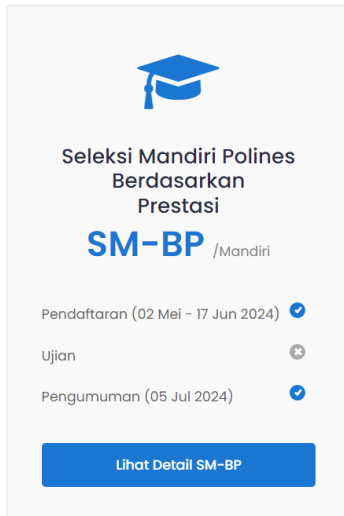 Seleksi Mandiri Polines
Berdasarkan
Prestasi
SM-BP /Mandiri
Pendaftaran (02 Mei - 17 Jun 2024)
Ujian
Pengumuman (05 Jul 2024)
Lihat Detail SM-BP